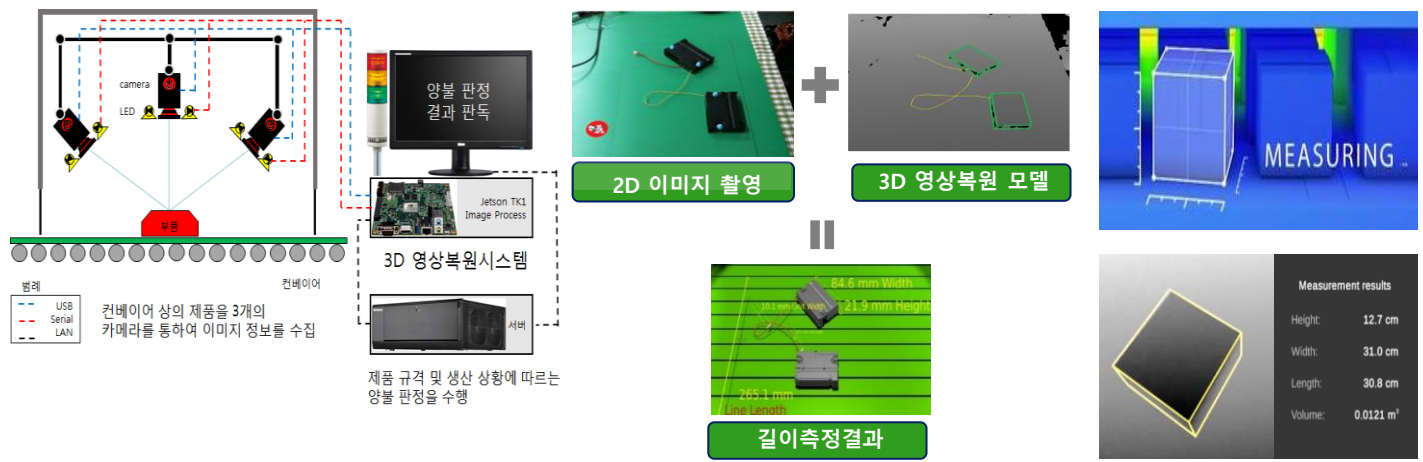 camera
LED
부품
컨베이어
범례
USB
Serial
LAN
컨베이어 상의 제품을 3개의
카메라를 통하여 이미지 정보를 수집
양불 판정
결과 판독
Jetson TK1
Image Process
3D 영상복원시스템
서버
제품 규격 및 생산 상황에 따르는
양불 판정을 수행
2D 이미지 촬영
3D 영상복원 모델
84.6 mm Width
10.1 mm Unit Width
21.9 mm Height
265.1 mm
Line Length
길이측정결과
MEASURING ..
Measurement results
Height: 12.7 cm
Width: 31.0 cm
Length: 30.8 cm
Volume: 0.0121 m³